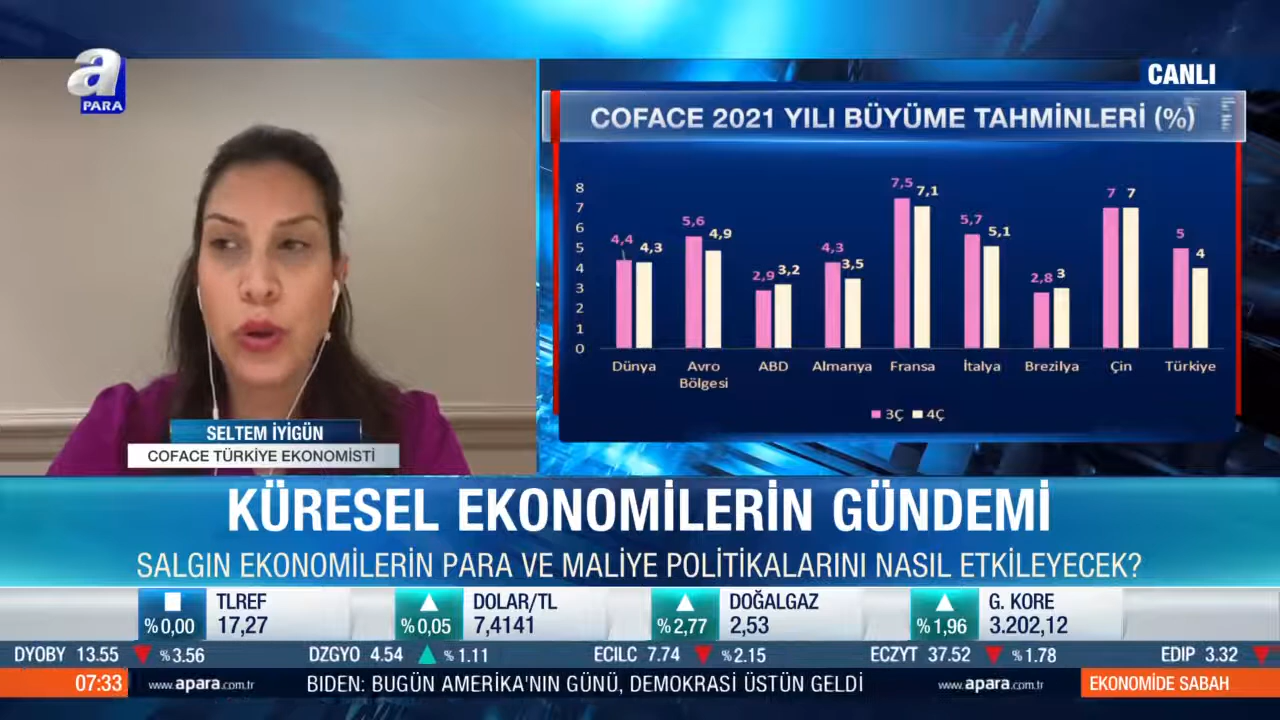 a
PARA
CANLI
COFACE 2021 YILI BÜYÜME TAHMİNLERİ (%)
8
7
6
5
4
3
2
1
0
4,4
4,3
5,6
4,9
2,9
3,2
4,3
3,5
7,5
7,1
5,7
5,1
2,8
3
7
7
5
4
Dünya
Avro Bölgesi
ABD
Almanya
Fransa
İtalya
Brezilya
Çin
Türkiye
3Ç
4Ç
SELTEM İYİGÜN
COFACE TÜRKİYE EKONOMİSTİ
KÜRESEL EKONOMİLERİN GÜNDEMİ
SALGIN EKONOMİLERİN PARA VE MALİYE POLİTİKALARINI NASIL ETKİLEYECEK?
%0,00 TLREF 17,27
%0,05 DOLAR/TL 7,4141
%2,77 DOĞALGAZ 2,53
%1,96 G. KORE 3.202,12
DYOBY 13.55 %3.56 DZGYO 4.54 %1.11 ECILC 7.74 %2.15 ECZYT 37.52 %1.78 EDIP 3.32
07:33 www.apara.com.tr BIDEN: BUGÜN AMERİKA'NIN GÜNÜ, DEMOKRASİ ÜSTÜN GELDİ www.apara.com.tr EKONOMİDE SABAH